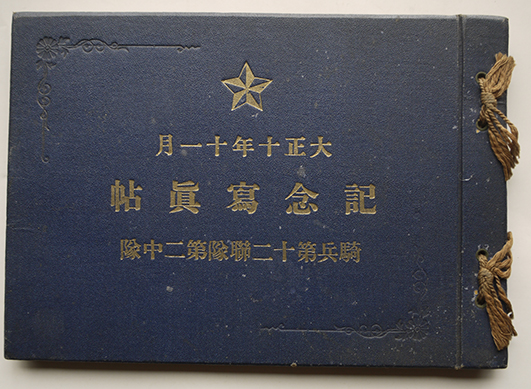 大正十年十一月
記念寫眞帖
騎兵第十二聯隊第二中隊